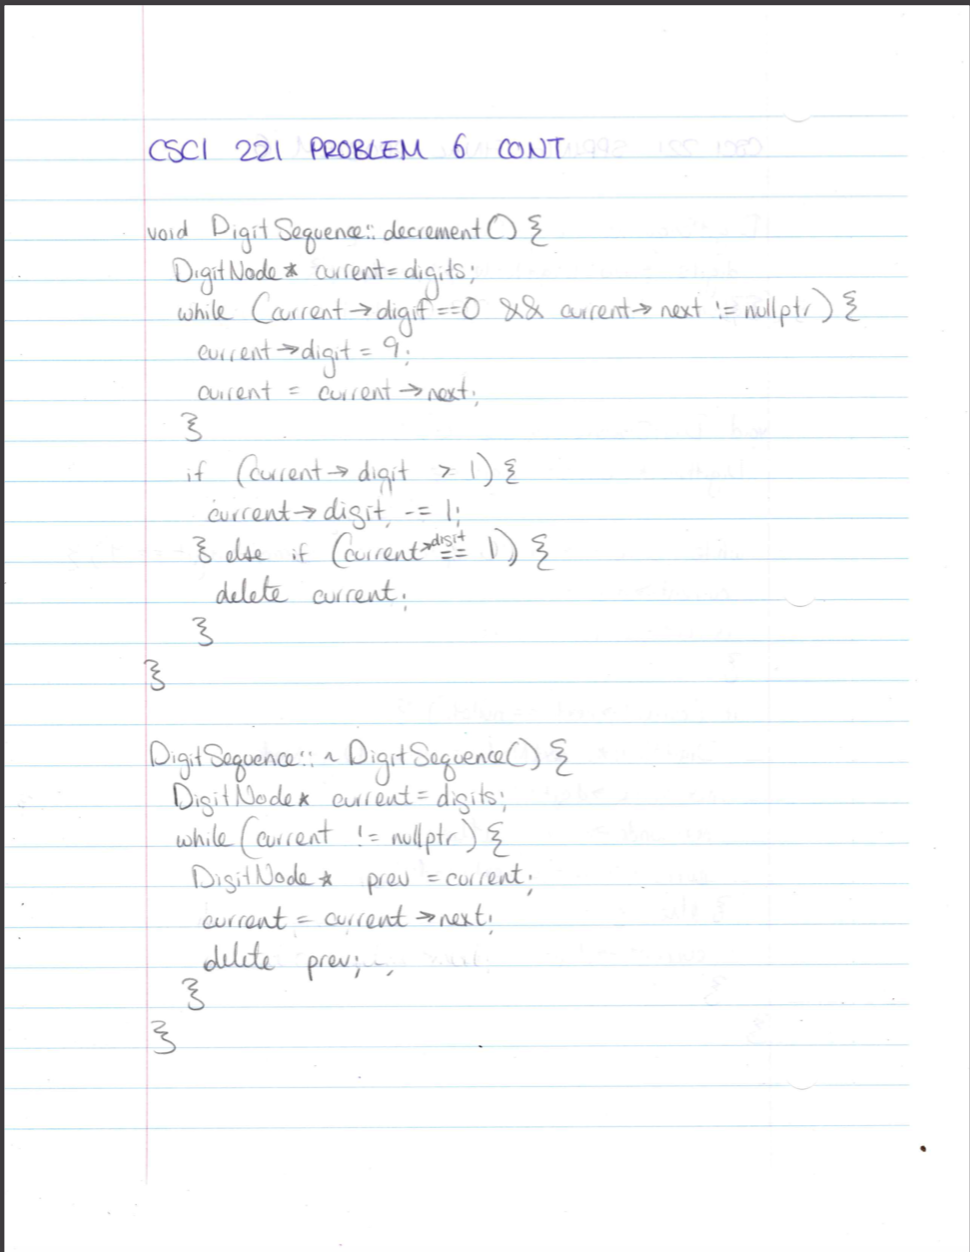 CSCI 221 PROBLEM 6 CONT
void DigitSequence::decrement() {
DigitNode* current = digits;
while (current->digit == 0 && current->next != nullptr) {
current->digit = 9;
current = current->next;
}
if (current->digit > 1) {
current->digit -= 1;
} else if (current->digit == 1) {
delete current;
}
}
DigitSequence::~DigitSequence() {
DigitNode* current = digits;
while (current != nullptr) {
DigitNode* prev = current;
current = current->next;
delete prev;
}
}